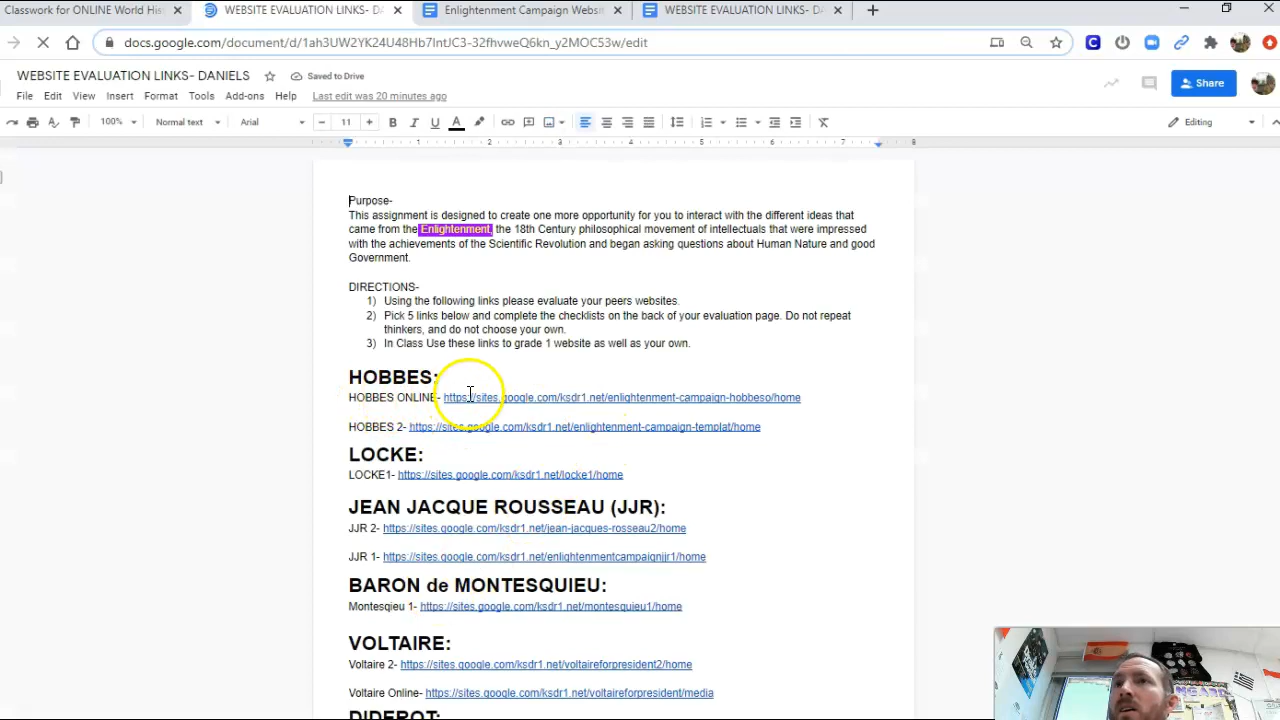 Classwork for ONLINE World His
WEBSITE EVALUATION LINKS- DA
Enlightenment Campaign Websi
WEBSITE EVALUATION LINKS- DA
docs.google.com/document/d/1ah3UW2YK24U48Hb7IntJC3-32fhvweQ6kn_y2MOC53w/edit
WEBSITE EVALUATION LINKS- DANIELS
Saved to Drive
Share
File Edit View Insert Format Tools Add-ons Help Last edit was 20 minutes ago
100% Normal text Arial 11 B I U A Editing
1 2 3 4 5 6 7 8
Purpose-
This assignment is designed to create one more opportunity for you to interact with the different ideas that
came from the Enlightenment, the 18th Century philosophical movement of intellectuals that were impressed
with the achievements of the Scientific Revolution and began asking questions about Human Nature and good
Government.
DIRECTIONS-
1) Using the following links please evaluate your peers websites.
2) Pick 5 links below and complete the checklists on the back of your evaluation page. Do not repeat
thinkers, and do not choose your own.
3) In Class Use these links to grade 1 website as well as your own.
HOBBES:
HOBBES ONLINE- https://sites.google.com/ksdr1.net/enlightenment-campaign-hobbeso/home
HOBBES 2- https://sites.google.com/ksdr1.net/enlightenment-campaign-templat/home
LOCKE:
LOCKE1- https://sites.google.com/ksdr1.net/locke1/home
JEAN JACQUE ROUSSEAU (JJR):
JJR 2- https://sites.google.com/ksdr1.net/jean-jacques-rosseau2/home
JJR 1- https://sites.google.com/ksdr1.net/enlightenmentcampaignjjr1/home
BARON de MONTESQUIEU:
Montesqieu 1- https://sites.google.com/ksdr1.net/montesquieu1/home
VOLTAIRE:
Voltaire 2- https://sites.google.com/ksdr1.net/voltaireforpresident2/home
Voltaire Online- https://sites.google.com/ksdr1.net/voltaireforpresident/media
DIDEROT: